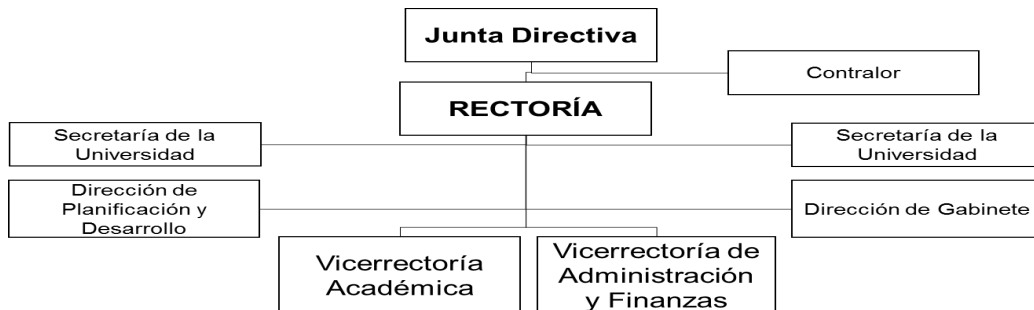 Junta Directiva
Contralor
RECTORÍA
Secretaría de la
Universidad
Secretaría de la
Universidad
Dirección de
Planificación y
Desarrollo
Dirección de Gabinete
Vicerrectoría
Académica
Vicerrectoría de
Administración
y Finanzas